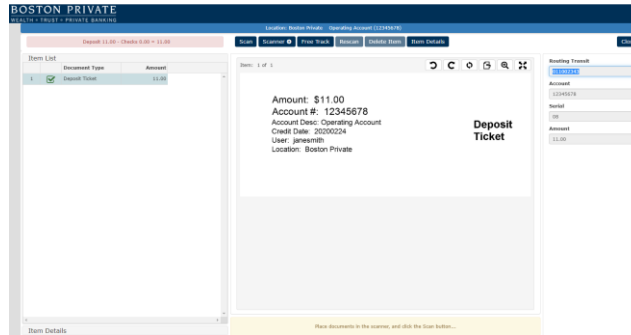 BOSTON PRIVATE
WEALTH • TRUST • PRIVATE BANKING
Location: Boston Private Operating Account (12345678)
Deposit 11.00 - Checks 0.00 = 11.00
Scan
Scanner
Free Track
Rescan
Delete Item
Item Details
Clo
Item List
Document Type Amount
1 Deposit Ticket 11.00
Item: 1 of 1
Amount: $11.00
Account #: 12345678
Account Desc: Operating Account
Credit Date: 20200224
User: janesmith
Location: Boston Private
Deposit
Ticket
Routing Transit
Account
12345678
Serial
Amount
11.00
Place documents in the scanner, and click the Scan button...
Item Details